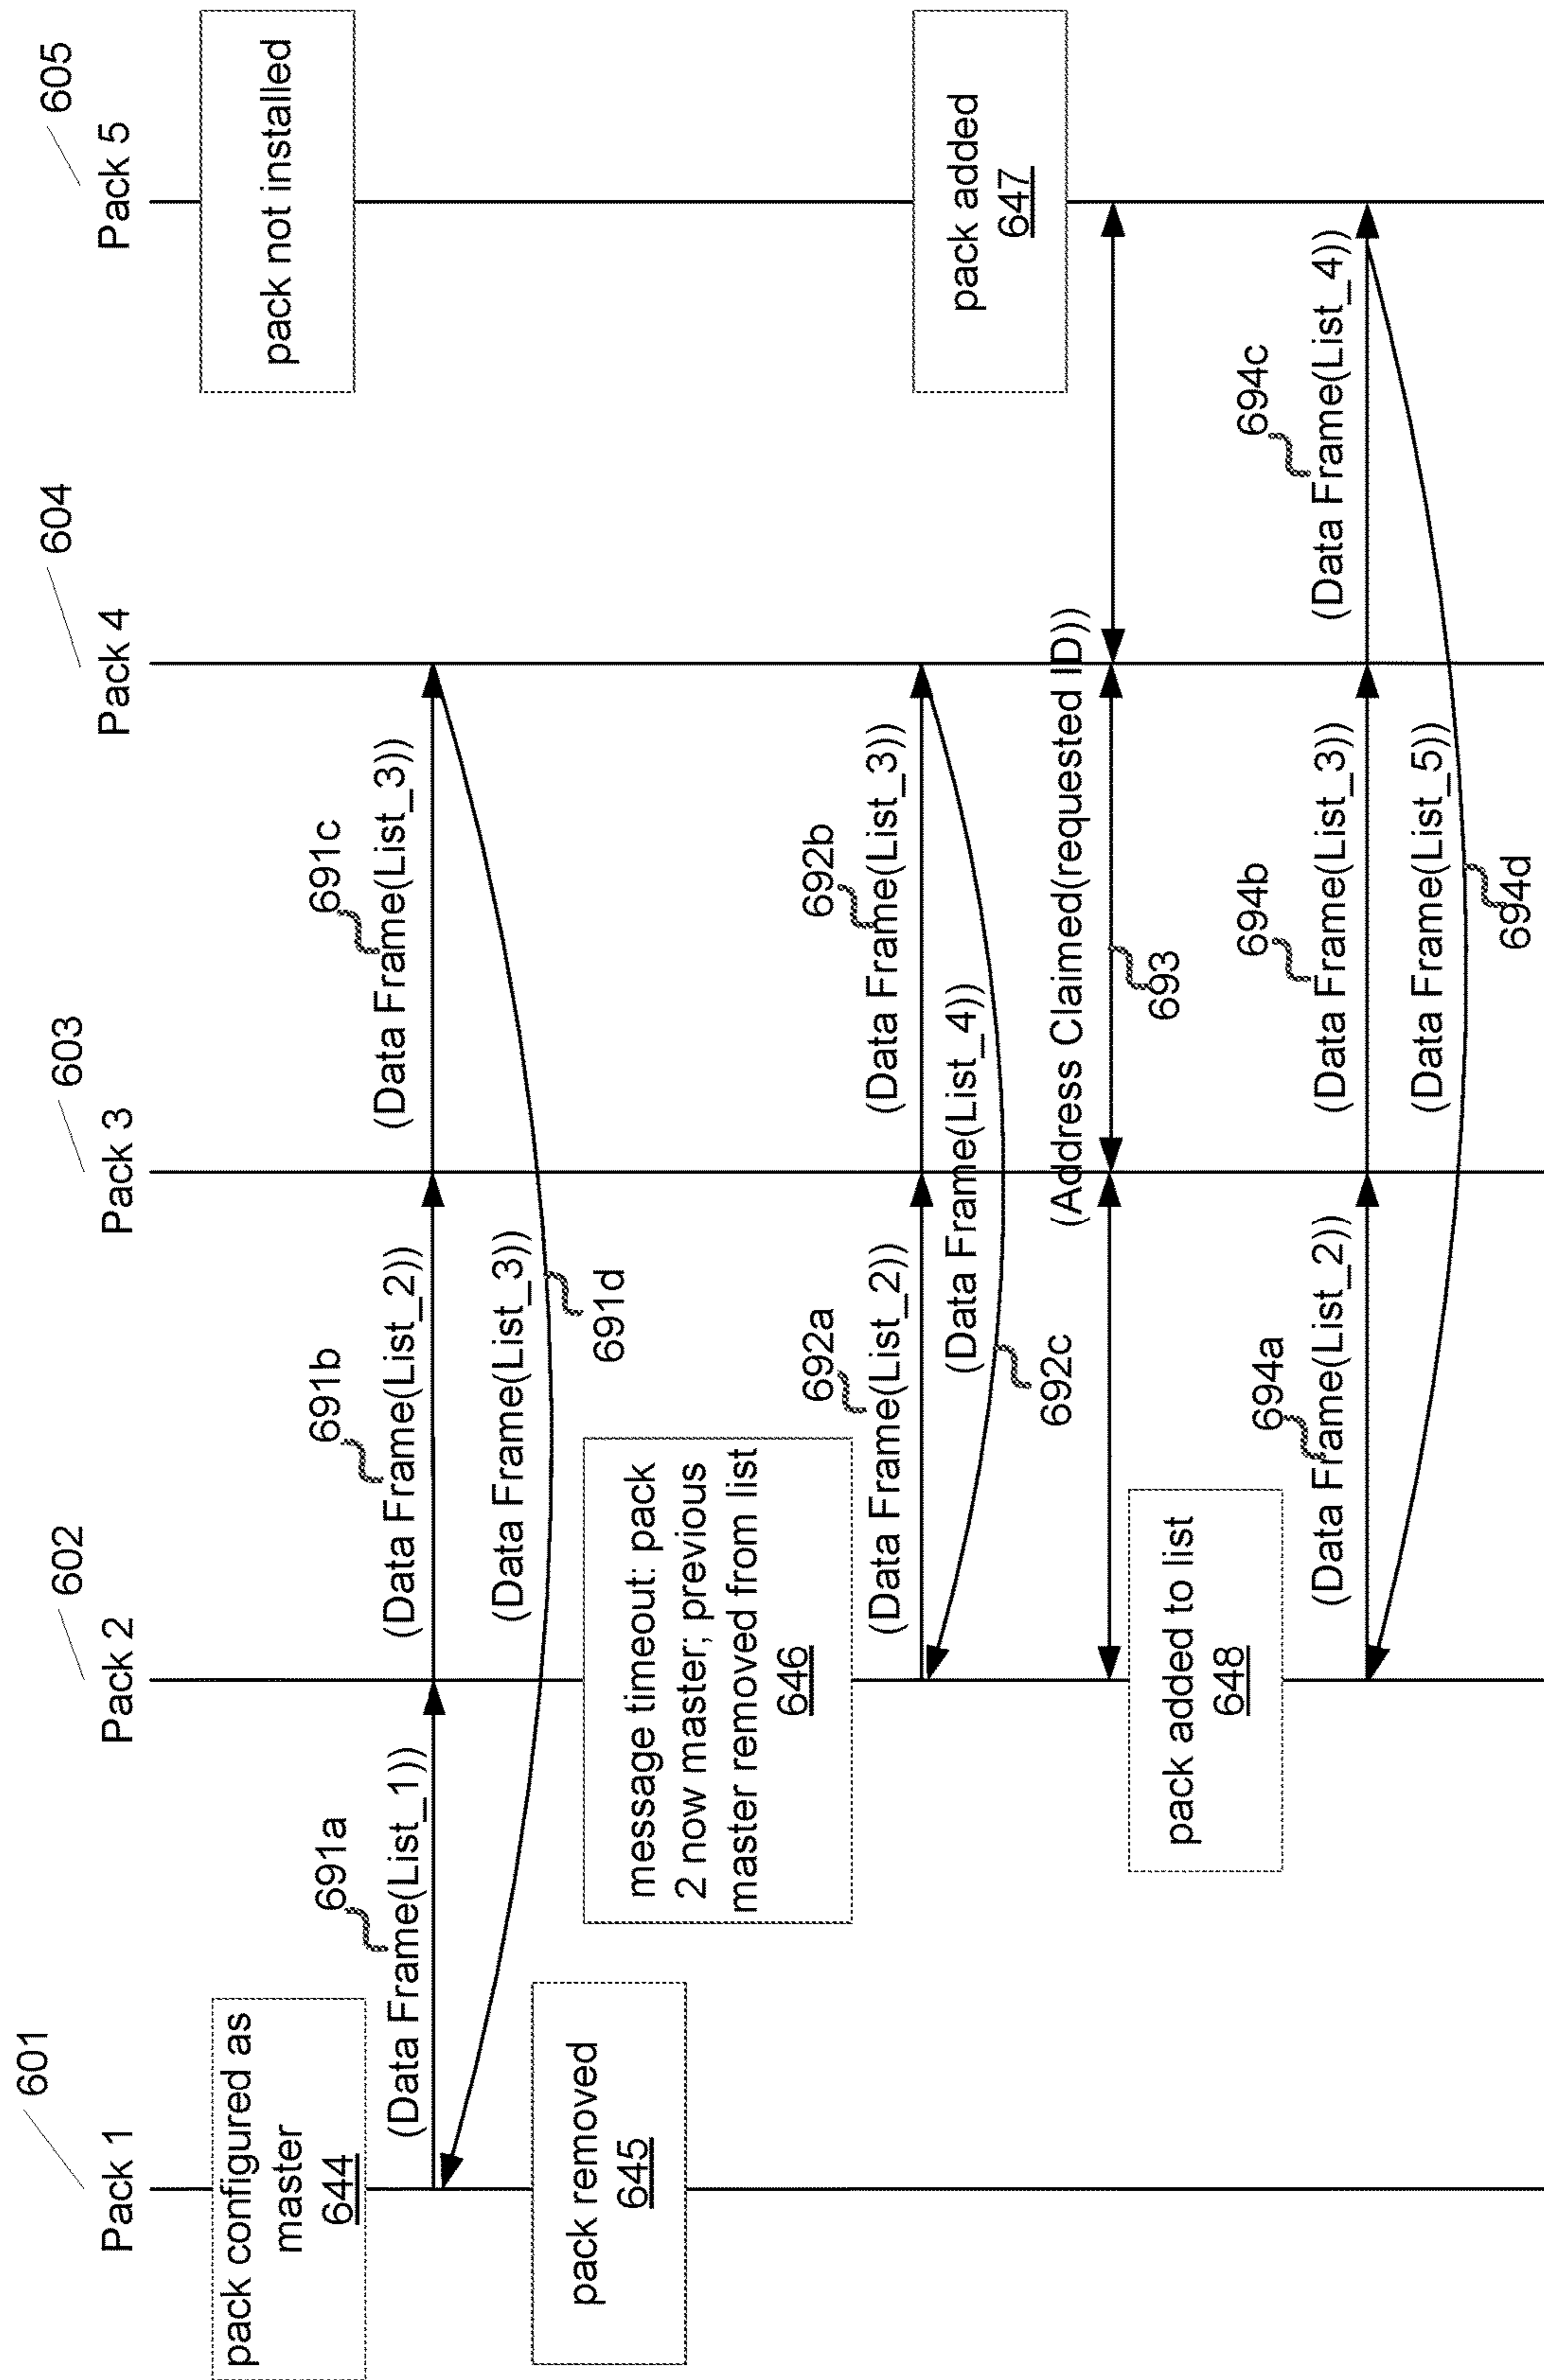 601
602
603
604
605
Pack 1
Pack 2
Pack 3
Pack 4
Pack 5
pack configured as
master
644
pack not installed
691a
691b
691c
(Data Frame(List_1))
(Data Frame(List_2))
(Data Frame(List_3))
(Data Frame(List_3))
691d
pack removed
645
message timeout: pack
2 now master; previous
master removed from list
646
692a
692b
(Data Frame(List_2))
(Data Frame(List_3))
(Data Frame(List_4))
692c
pack added
647
(Address Claimed(requested ID))
693
pack added to list
648
694a
694b
694c
(Data Frame(List_2))
(Data Frame(List_3))
(Data Frame(List_4))
(Data Frame(List_5))
694d